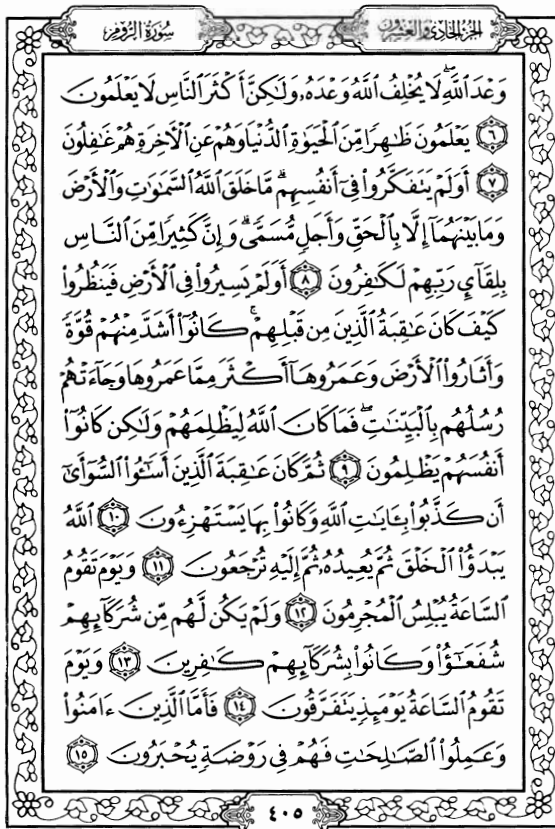 سُورَةُ الرُّومِ
الجُزْءُ الحَادِي وَالعِشْرُونَ
وَعْدَ ٱللَّهِ ۖ لَا يُخْلِفُ ٱللَّهُ وَعْدَهُۥ وَلَـٰكِنَّ أَكْثَرَ ٱلنَّاسِ لَا يَعْلَمُونَ
٦ يَعْلَمُونَ ظَـٰهِرًا مِّنَ ٱلْحَيَوٰةِ ٱلدُّنْيَا وَهُمْ عَنِ ٱلْـَٔاخِرَةِ هُمْ غَـٰفِلُونَ
٧ أَوَلَمْ يَتَفَكَّرُوا۟ فِىٓ أَنفُسِهِم ۗ مَّا خَلَقَ ٱللَّهُ ٱلسَّمَـٰوَٰتِ وَٱلْأَرْضَ
وَمَا بَيْنَهُمَآ إِلَّا بِٱلْحَقِّ وَأَجَلٍ مُّسَمًّى ۗ وَإِنَّ كَثِيرًا مِّنَ ٱلنَّاسِ
بِلِقَآئِ رَبِّهِمْ لَكَـٰفِرُونَ ٨ أَوَلَمْ يَسِيرُوا۟ فِى ٱلْأَرْضِ فَيَنظُرُوا۟
كَيْفَ كَانَ عَـٰقِبَةُ ٱلَّذِينَ مِن قَبْلِهِمْ ۚ كَانُوٓا۟ أَشَدَّ مِنْهُمْ قُوَّةً
وَأَثَارُوا۟ ٱلْأَرْضَ وَعَمَرُوهَآ أَكْثَرَ مِمَّا عَمَرُوهَا وَجَآءَتْهُمْ
رُسُلُهُم بِٱلْبَيِّنَـٰتِ ۖ فَمَا كَانَ ٱللَّهُ لِيَظْلِمَهُمْ وَلَـٰكِن كَانُوٓا۟
أَنفُسَهُمْ يَظْلِمُونَ ٩ ثُمَّ كَانَ عَـٰقِبَةَ ٱلَّذِينَ أَسَـٰٓـُٔوا۟ ٱلسُّوٓأَىٰٓ
أَن كَذَّبُوا۟ بِـَٔايَـٰتِ ٱللَّهِ وَكَانُوا۟ بِهَا يَسْتَهْزِءُونَ ١٠ ٱللَّهُ
يَبْدَؤُا۟ ٱلْخَلْقَ ثُمَّ يُعِيدُهُۥ ثُمَّ إِلَيْهِ تُرْجَعُونَ ١١ وَيَوْمَ تَقُومُ
ٱلسَّاعَةُ يُبْلِسُ ٱلْمُجْرِمُونَ ١٢ وَلَمْ يَكُن لَّهُم مِّن شُرَكَآئِهِمْ
شُفَعَـٰٓؤُا۟ وَكَانُوا۟ بِشُرَكَآئِهِمْ كَـٰفِرِينَ ١٣ وَيَوْمَ
تَقُومُ ٱلسَّاعَةُ يَوْمَئِذٍ يَتَفَرَّقُونَ ١٤ فَأَمَّا ٱلَّذِينَ ءَامَنُوا۟
وَعَمِلُوا۟ ٱلصَّـٰلِحَـٰتِ فَهُمْ فِى رَوْضَةٍ يُحْبَرُونَ ١٥
٤٠٥